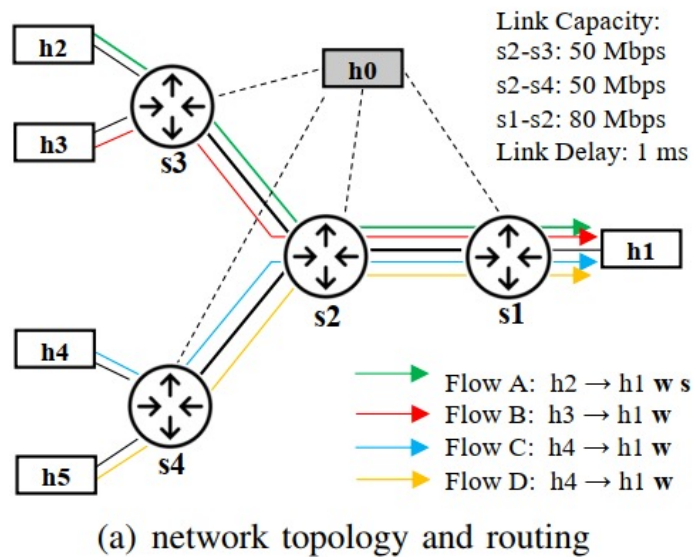 h2
h3
s3
h0
Link Capacity:
s2-s3: 50 Mbps
s2-s4: 50 Mbps
s1-s2: 80 Mbps
Link Delay: 1 ms
s2
s1
h1
h4
h5
s4
Flow A: h2 → h1 w s
Flow B: h3 → h1 w
Flow C: h4 → h1 w
Flow D: h4 → h1 w
(a) network topology and routing